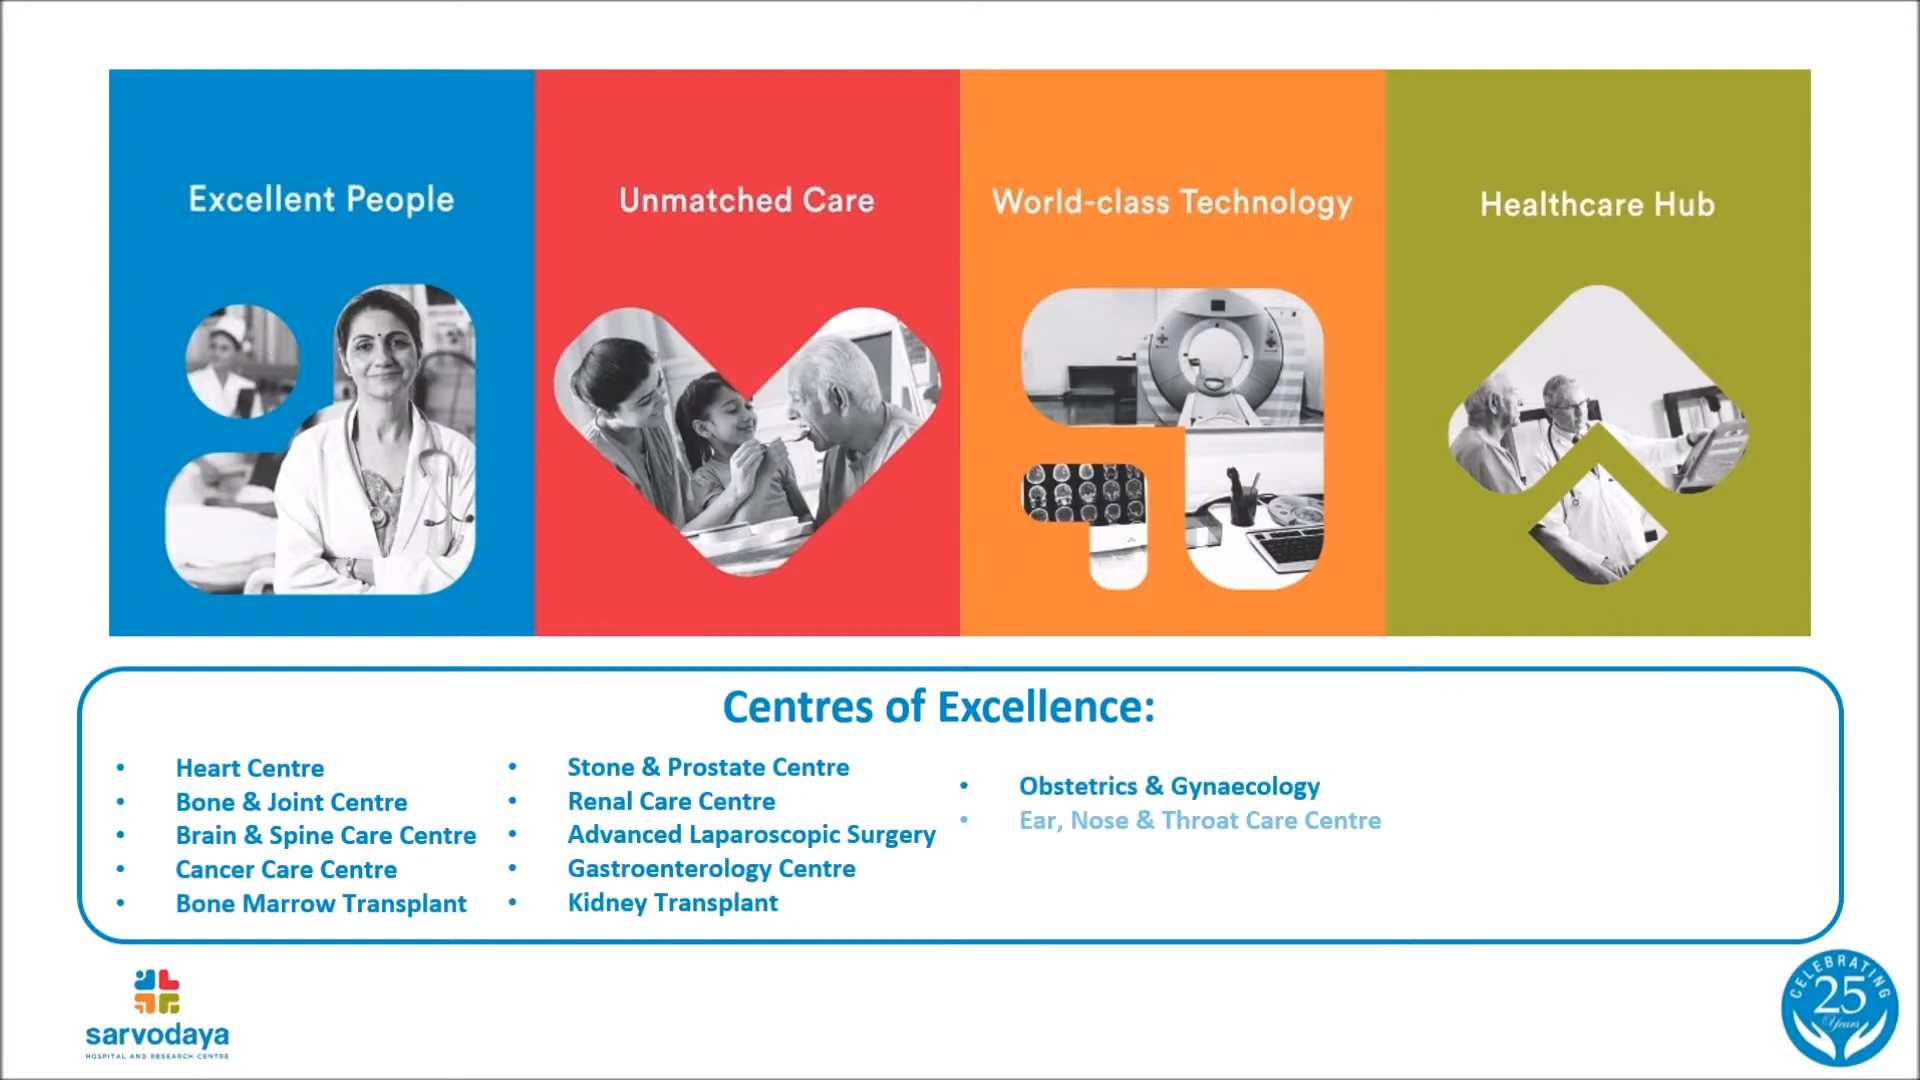 Excellent People
Unmatched Care
World-class Technology
Healthcare Hub
Centres of Excellence:
• Heart Centre
• Bone & Joint Centre
• Brain & Spine Care Centre
• Cancer Care Centre
• Bone Marrow Transplant
• Stone & Prostate Centre
• Renal Care Centre
• Advanced Laparoscopic Surgery
• Gastroenterology Centre
• Kidney Transplant
• Obstetrics & Gynaecology
• Ear, Nose & Throat Care Centre
sarvodaya
HOSPITAL AND RESEARCH CENTRE
CELEBRATING
25
Years